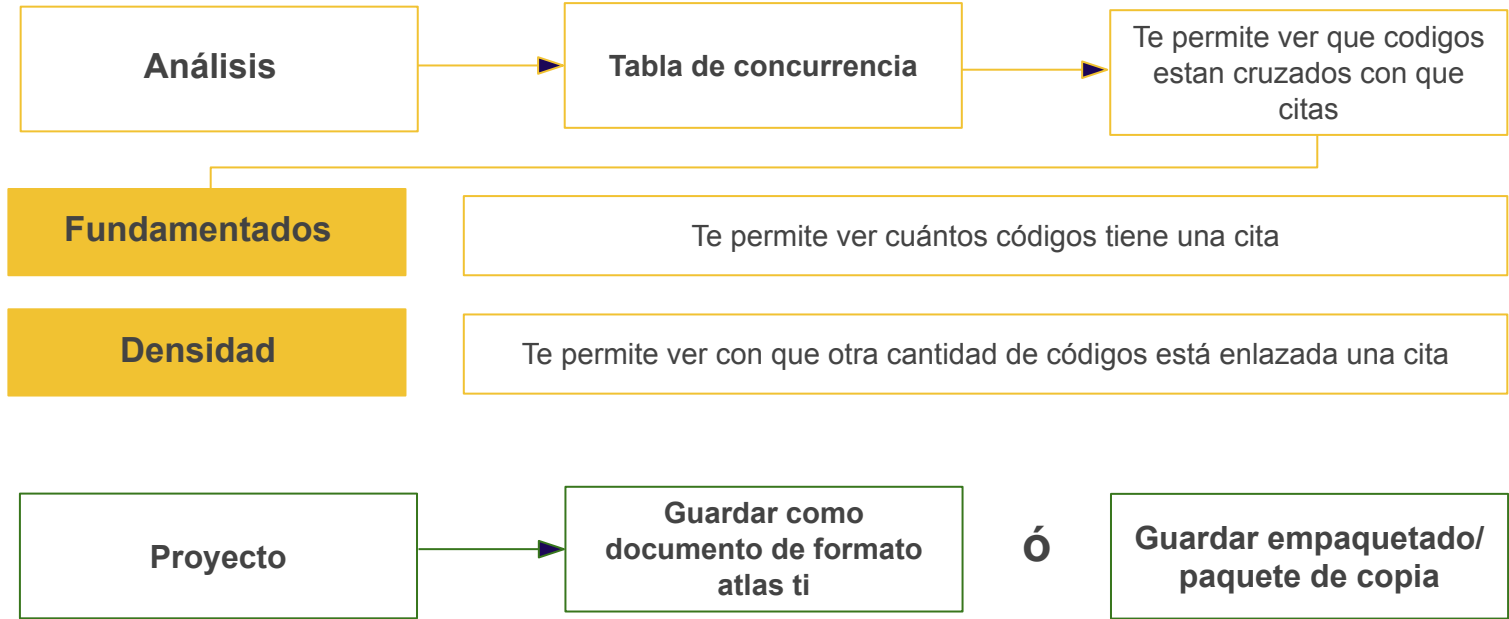 Análisis
Tabla de concurrencia
Te permite ver que codigos
estan cruzados con que
citas
Fundamentados
Te permite ver cuántos códigos tiene una cita
Densidad
Te permite ver con que otra cantidad de códigos está enlazada una cita
Proyecto
Guardar como
documento de formato
atlas ti
ó
Guardar empaquetado/
paquete de copia